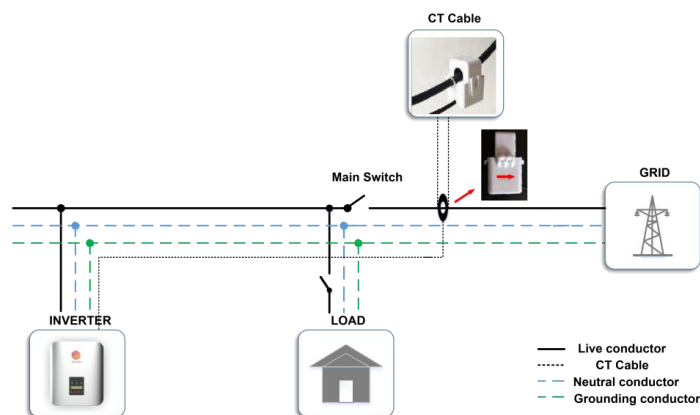 CT Cable
GRID
Main Switch
INVERTER
LOAD
Live conductor
CT Cable
Neutral conductor
Grounding conductor